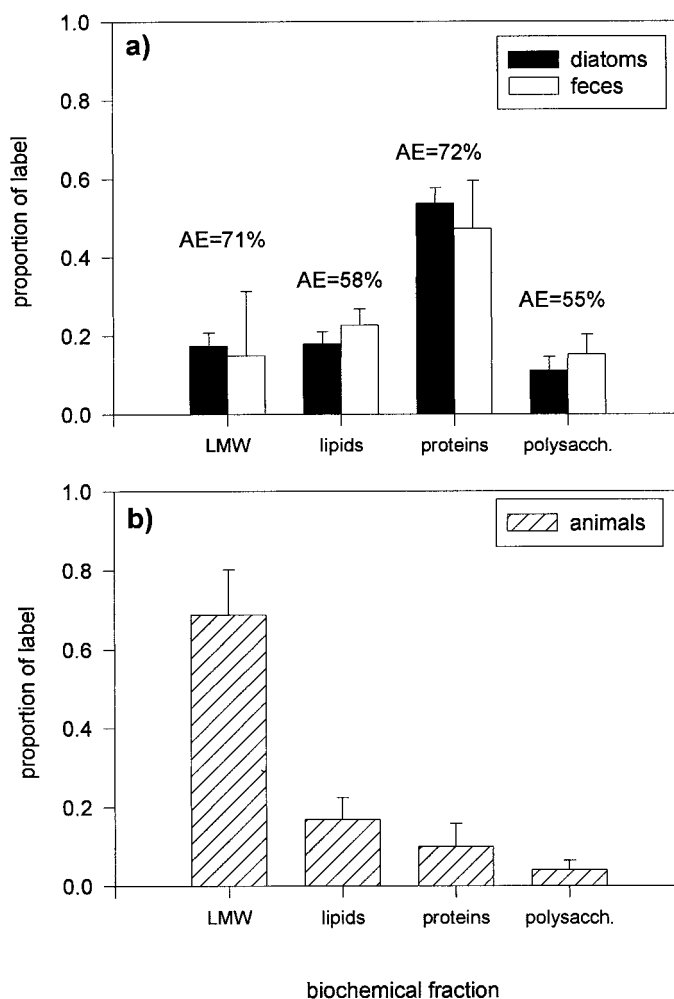 a)
diatoms
feces
1.0
0.8
0.6
0.4
0.2
0.0
proportion of label
AE=71%
AE=58%
AE=72%
AE=55%
LMW lipids proteins polysacch.
b)
animals
1.0
0.8
0.6
0.4
0.2
0.0
proportion of label
LMW lipids proteins polysacch.
biochemical fraction